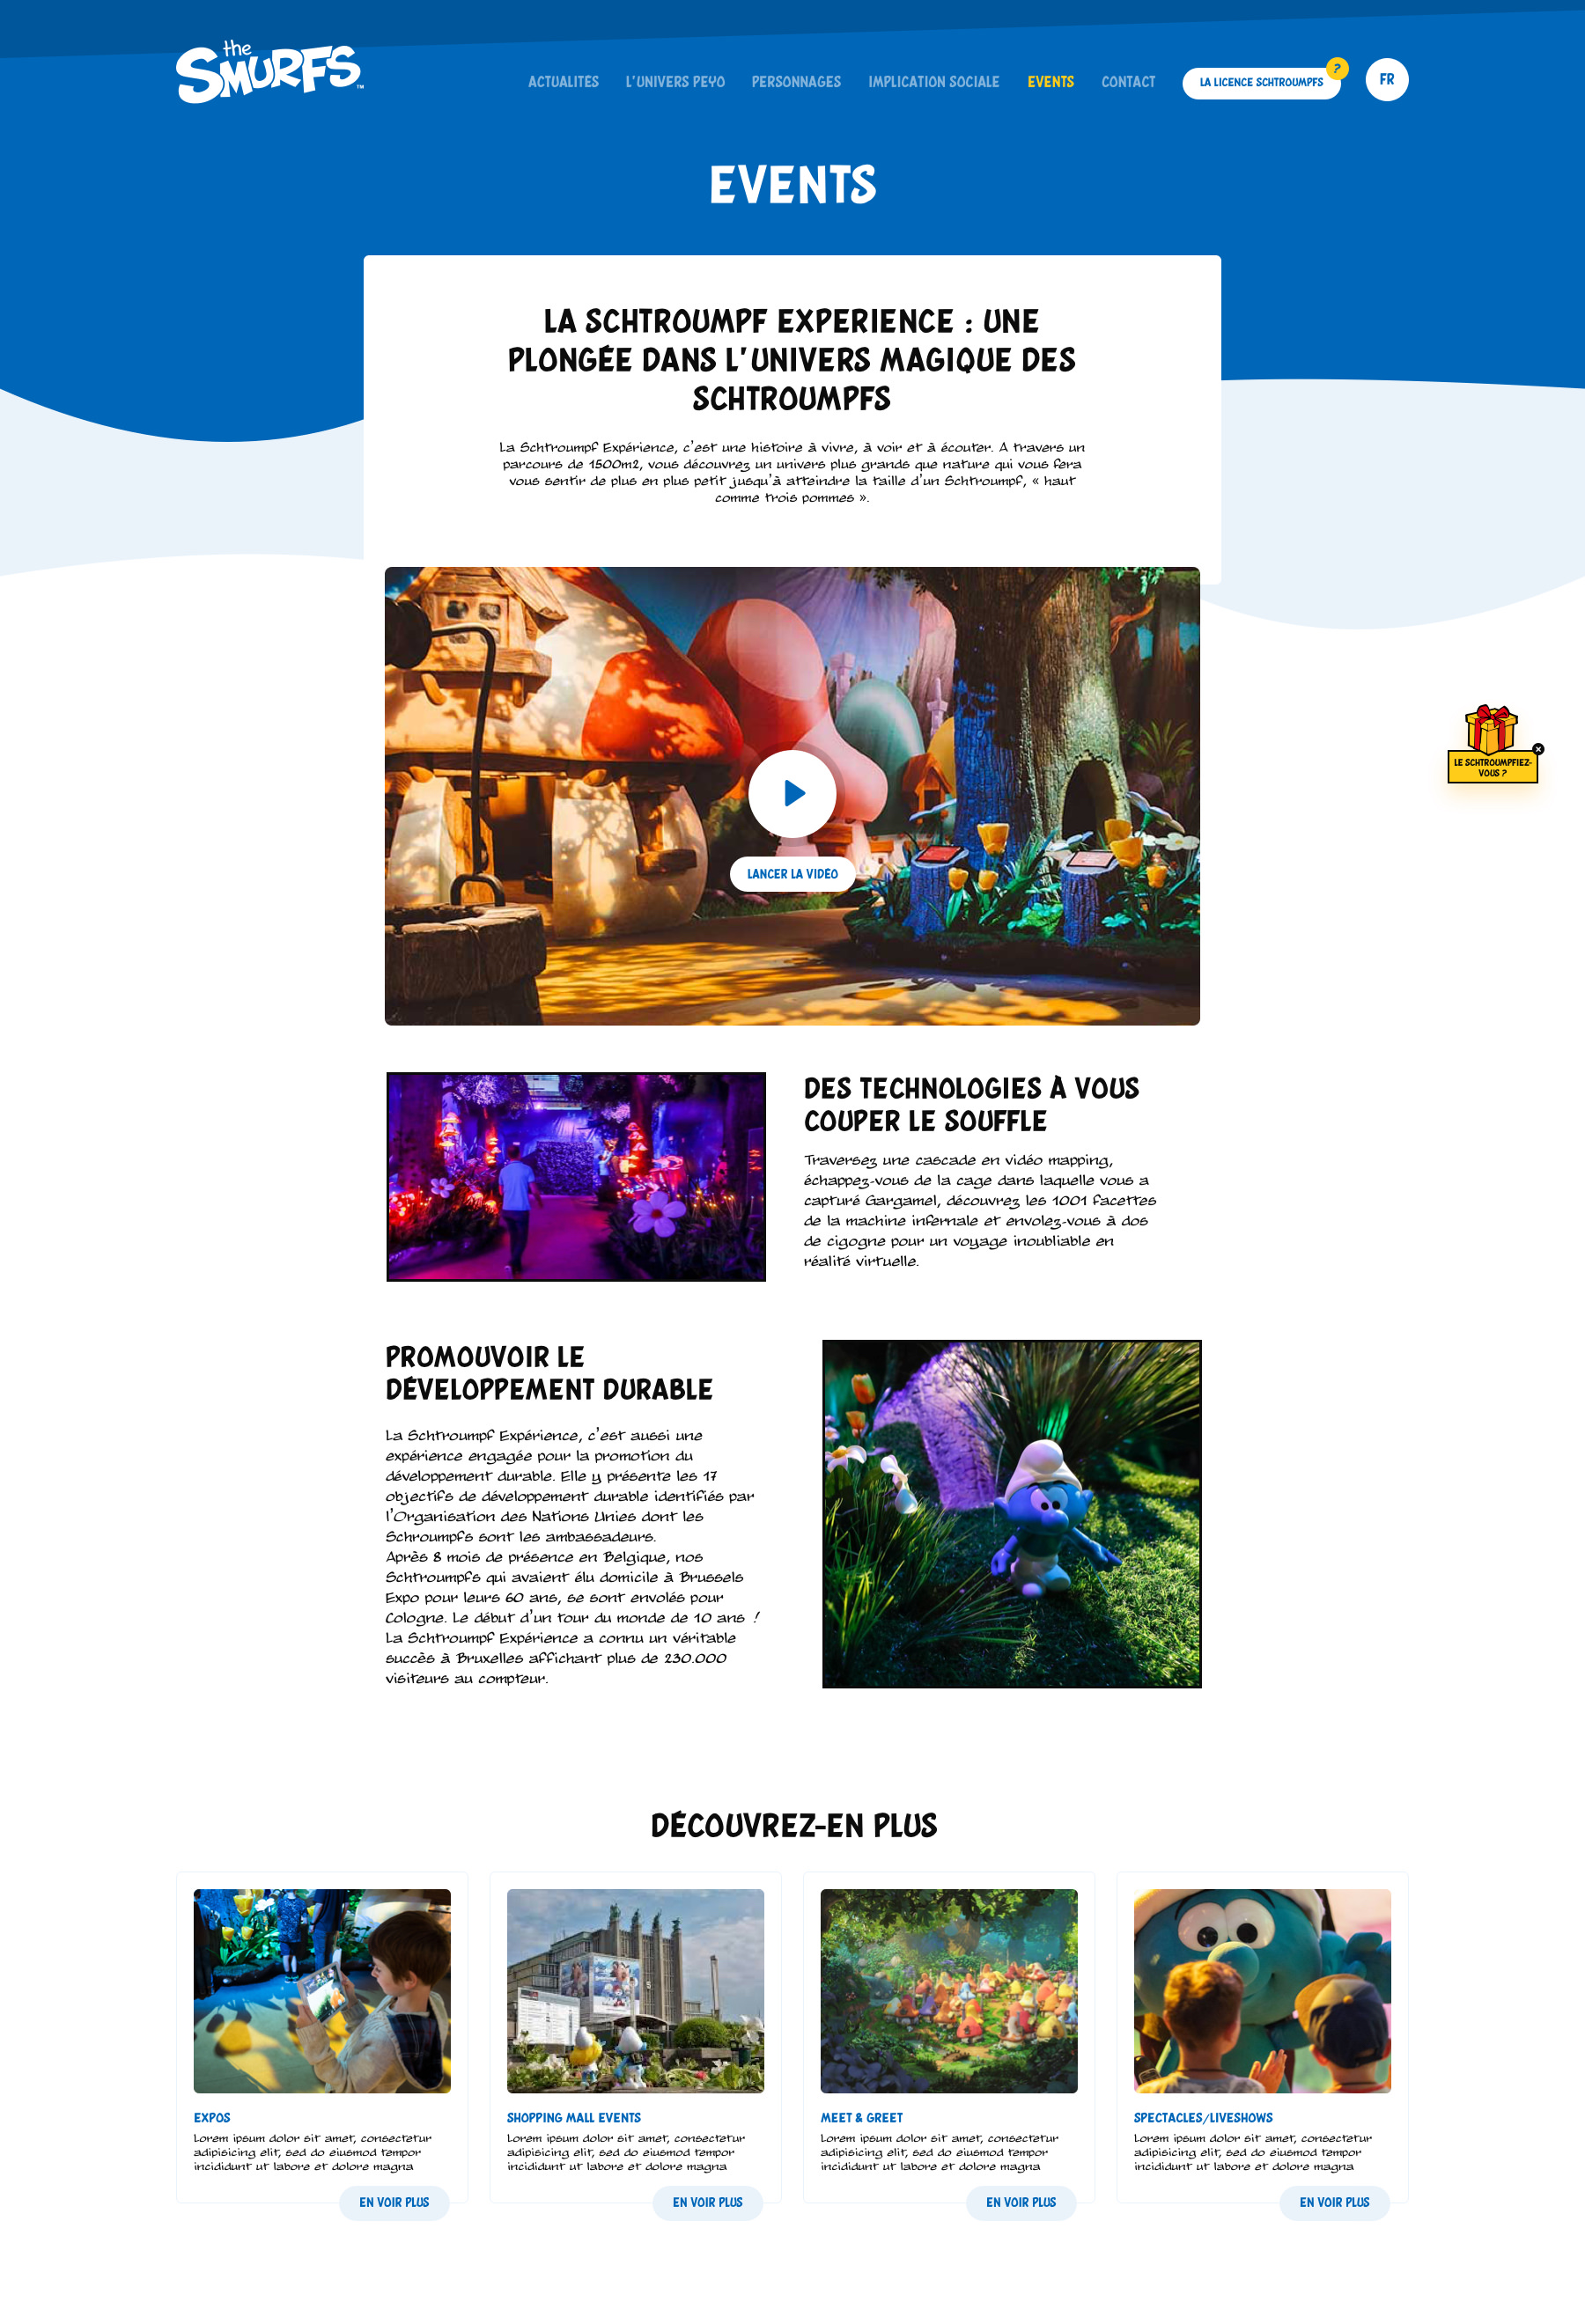 the
SMURFS™
ACTUALITÉS L'UNIVERS PEYO PERSONNAGES IMPLICATION SOCIALE EVENTS CONTACT LA LICENCE SCHTROUMPFS ? FR
EVENTS
LA SCHTROUMPF EXPERIENCE : UNE
PLONGÉE DANS L'UNIVERS MAGIQUE DES
SCHTROUMPFS
La Schtroumpf Expérience, c'est une histoire à vivre, à voir et à écouter. A travers un
parcours de 1500m2, vous découvrez un univers plus grands que nature qui vous fera
vous sentir de plus en plus petit jusqu'à atteindre la taille d'un Schtroumpf, « haut
comme trois pommes ».
LE SCHTROUMPFIEZ-
VOUS ?
LANCER LA VIDÉO
DES TECHNOLOGIES À VOUS
COUPER LE SOUFFLE
Traversez une cascade en vidéo mapping,
échappez-vous de la cage dans laquelle vous a
capturé Gargamel, découvrez les 1001 facettes
de la machine infernale et envolez-vous à dos
de cigogne pour un voyage inoubliable en
réalité virtuelle.
PROMOUVOIR LE
DÉVELOPPEMENT DURABLE
La Schtroumpf Expérience, c'est aussi une
expérience engagée pour la promotion du
développement durable. Elle y présente les 17
objectifs de développement durable identifiés par
l'Organisation des Nations Unies dont les
Schroumpfs sont les ambassadeurs.
Après 8 mois de présence en Belgique, nos
Schtroumpfs qui avaient élu domicile à Brussels
Expo pour leurs 60 ans, se sont envolés pour
Cologne. Le début d'un tour du monde de 10 ans !
La Schtroumpf Expérience a connu un véritable
succès à Bruxelles affichant plus de 230.000
visiteurs au compteur.
DÉCOUVREZ-EN PLUS
EXPOS
Lorem ipsum dolor sit amet, consectetur
adipisicing elit, sed do eiusmod tempor
incididunt ut labore et dolore magna
EN VOIR PLUS
SHOPPING MALL EVENTS
Lorem ipsum dolor sit amet, consectetur
adipisicing elit, sed do eiusmod tempor
incididunt ut labore et dolore magna
EN VOIR PLUS
MEET & GREET
Lorem ipsum dolor sit amet, consectetur
adipisicing elit, sed do eiusmod tempor
incididunt ut labore et dolore magna
EN VOIR PLUS
SPECTACLES/LIVESHOWS
Lorem ipsum dolor sit amet, consectetur
adipisicing elit, sed do eiusmod tempor
incididunt ut labore et dolore magna
EN VOIR PLUS